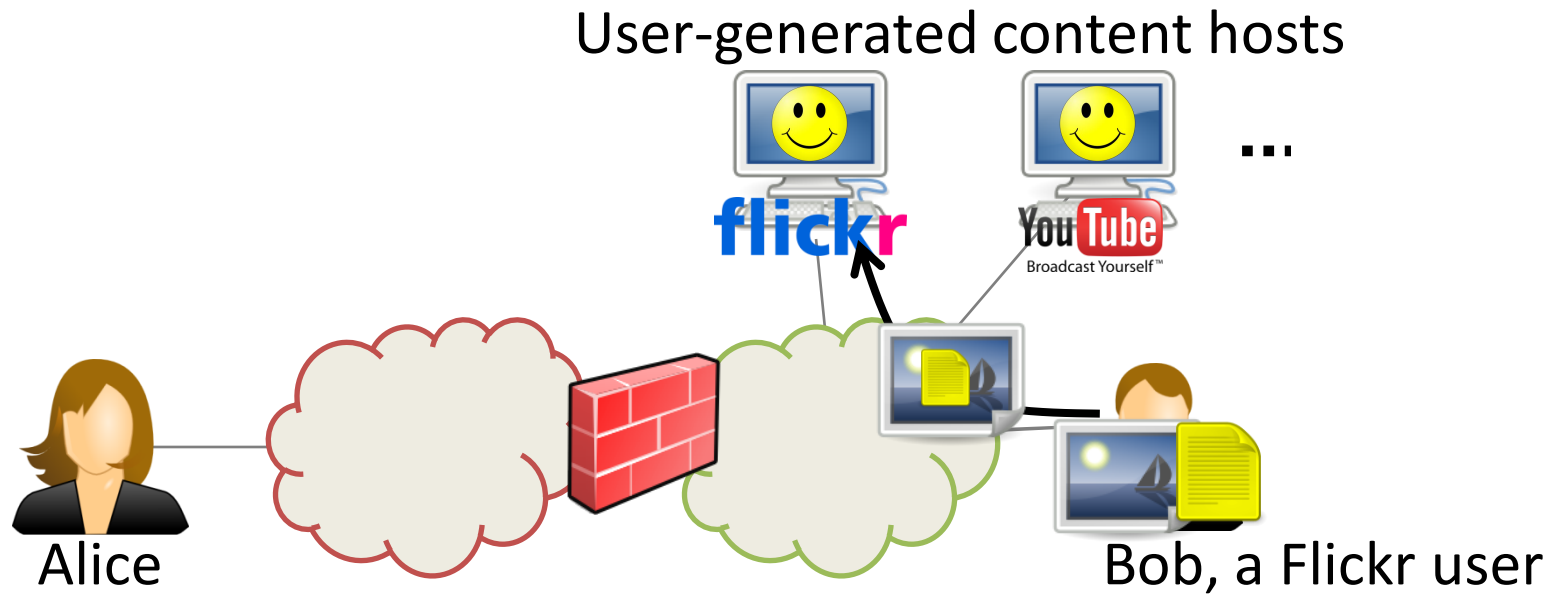 User-generated content hosts
...
flickr
YouTube
Broadcast Yourself™
Alice
Bob, a Flickr user